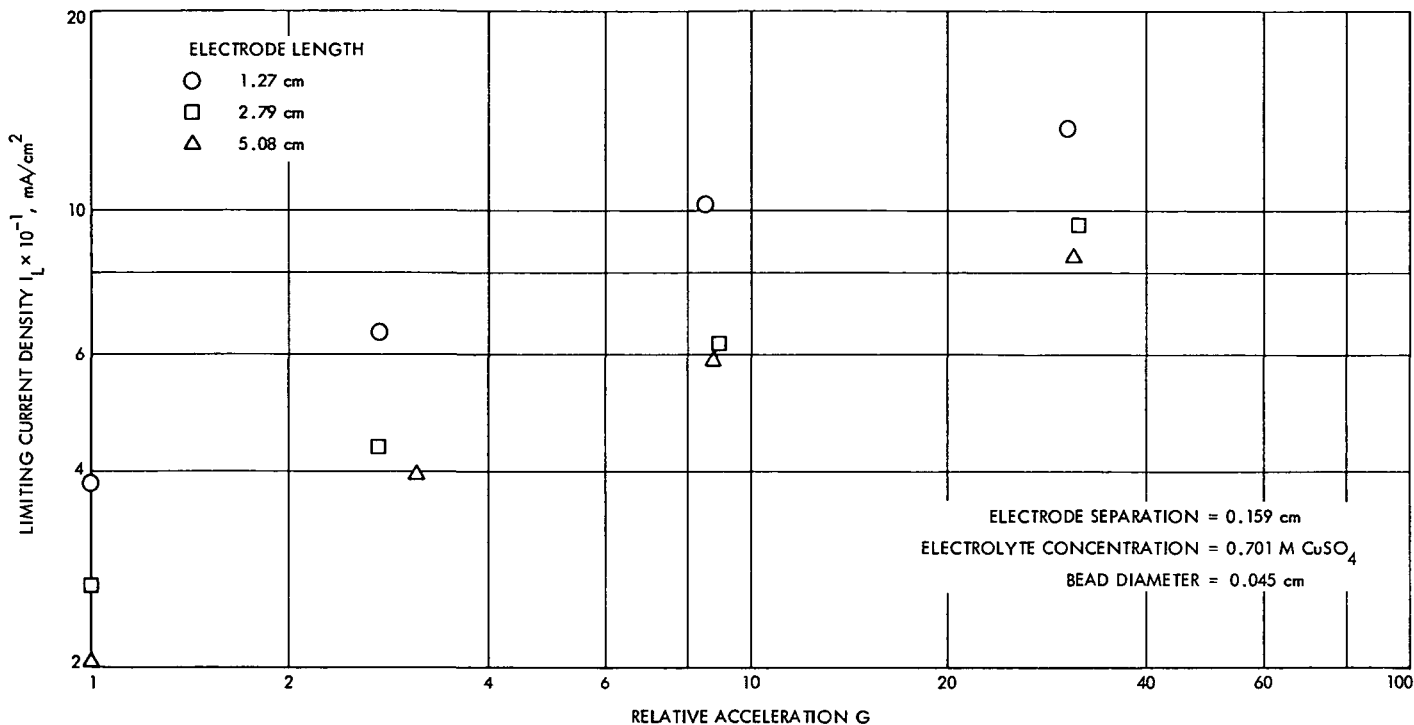 20
ELECTRODE LENGTH
1.27 cm
2.79 cm
5.08 cm
LIMITING CURRENT DENSITY I_L × 10⁻¹, mA/cm²
10
6
4
2
ELECTRODE SEPARATION = 0.159 cm
ELECTROLYTE CONCENTRATION = 0.701 M CuSO₄
BEAD DIAMETER = 0.045 cm
1 2 4 6 10 20 40 60 100
RELATIVE ACCELERATION G